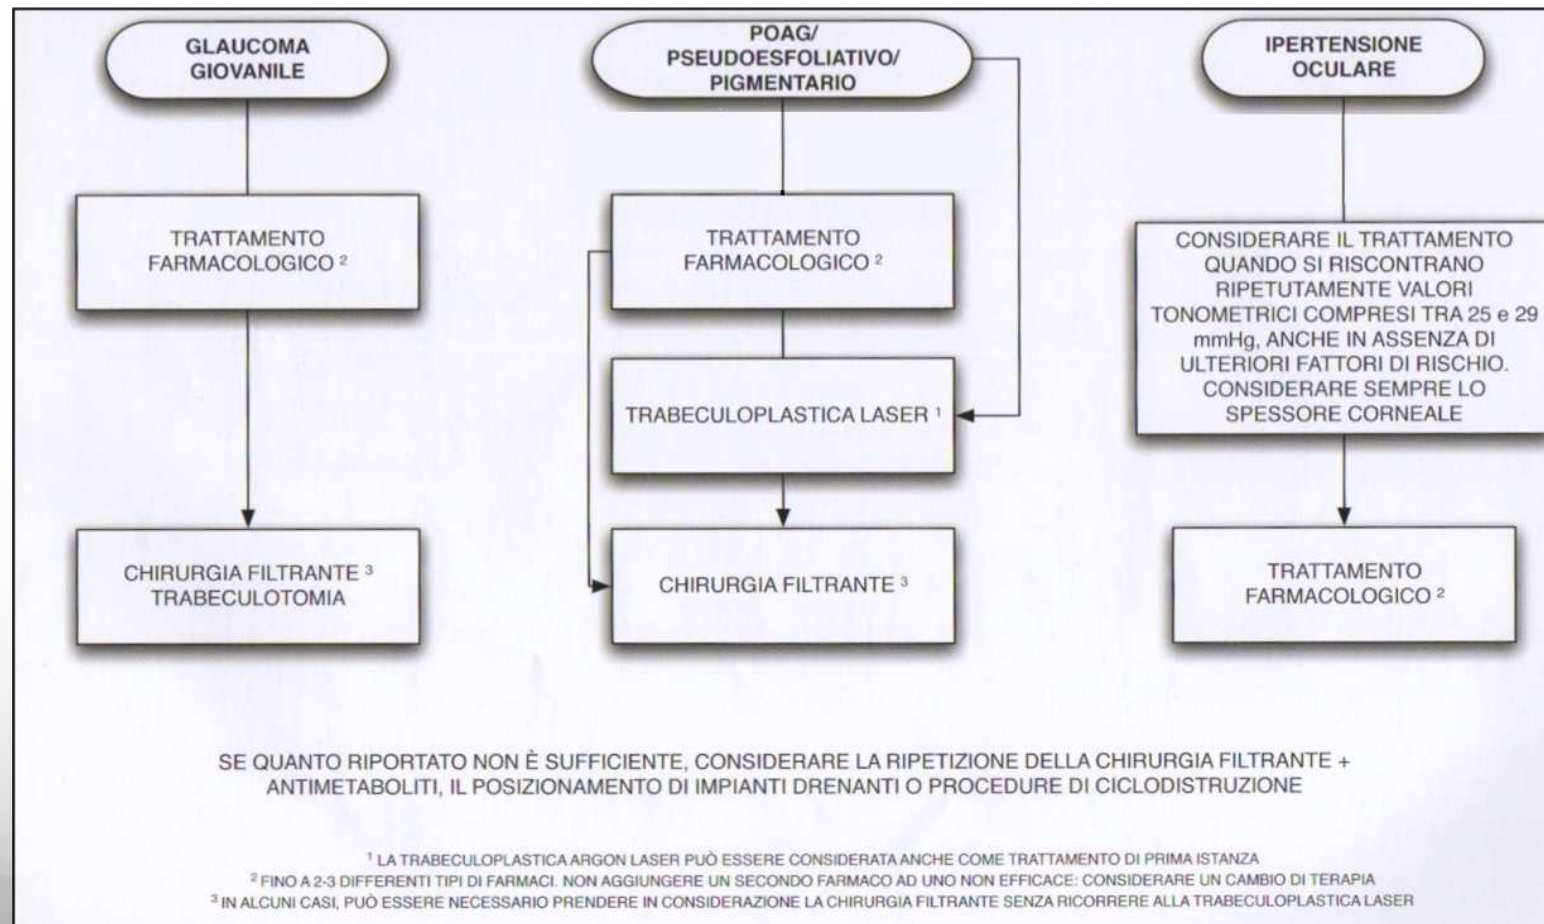 GLAUCOMA
GIOVANILE
TRATTAMENTO
FARMACOLOGICO ²
CHIRURGIA FILTRANTE ³
TRABECULOTOMIA
POAG/
PSEUDOESFOLIATIVO/
PIGMENTARIO
TRATTAMENTO
FARMACOLOGICO ²
TRABECULOPLASTICA LASER ¹
CHIRURGIA FILTRANTE ³
IPERTENSIONE
OCULARE
CONSIDERARE IL TRATTAMENTO
QUANDO SI RISCONTRANO
RIPETUTAMENTE VALORI
TONOMETRICI COMPRESI TRA 25 e 29
mmHg, ANCHE IN ASSENZA DI
ULTERIORI FATTORI DI RISCHIO.
CONSIDERARE SEMPRE LO
SPESSORE CORNEALE
TRATTAMENTO
FARMACOLOGICO ²
SE QUANTO RIPORTATO NON È SUFFICIENTE, CONSIDERARE LA RIPETIZIONE DELLA CHIRURGIA FILTRANTE +
ANTIMETABOLITI, IL POSIZIONAMENTO DI IMPIANTI DRENANTI O PROCEDURE DI CICLODISTRUZIONE
¹ LA TRABECULOPLASTICA ARGON LASER PUÒ ESSERE CONSIDERATA ANCHE COME TRATTAMENTO DI PRIMA ISTANZA
² FINO A 2-3 DIFFERENTI TIPI DI FARMACI. NON AGGIUNGERE UN SECONDO FARMACO AD UNO NON EFFICACE: CONSIDERARE UN CAMBIO DI TERAPIA
³ IN ALCUNI CASI, PUÒ ESSERE NECESSARIO PRENDERE IN CONSIDERAZIONE LA CHIRURGIA FILTRANTE SENZA RICORRERE ALLA TRABECULOPLASTICA LASER